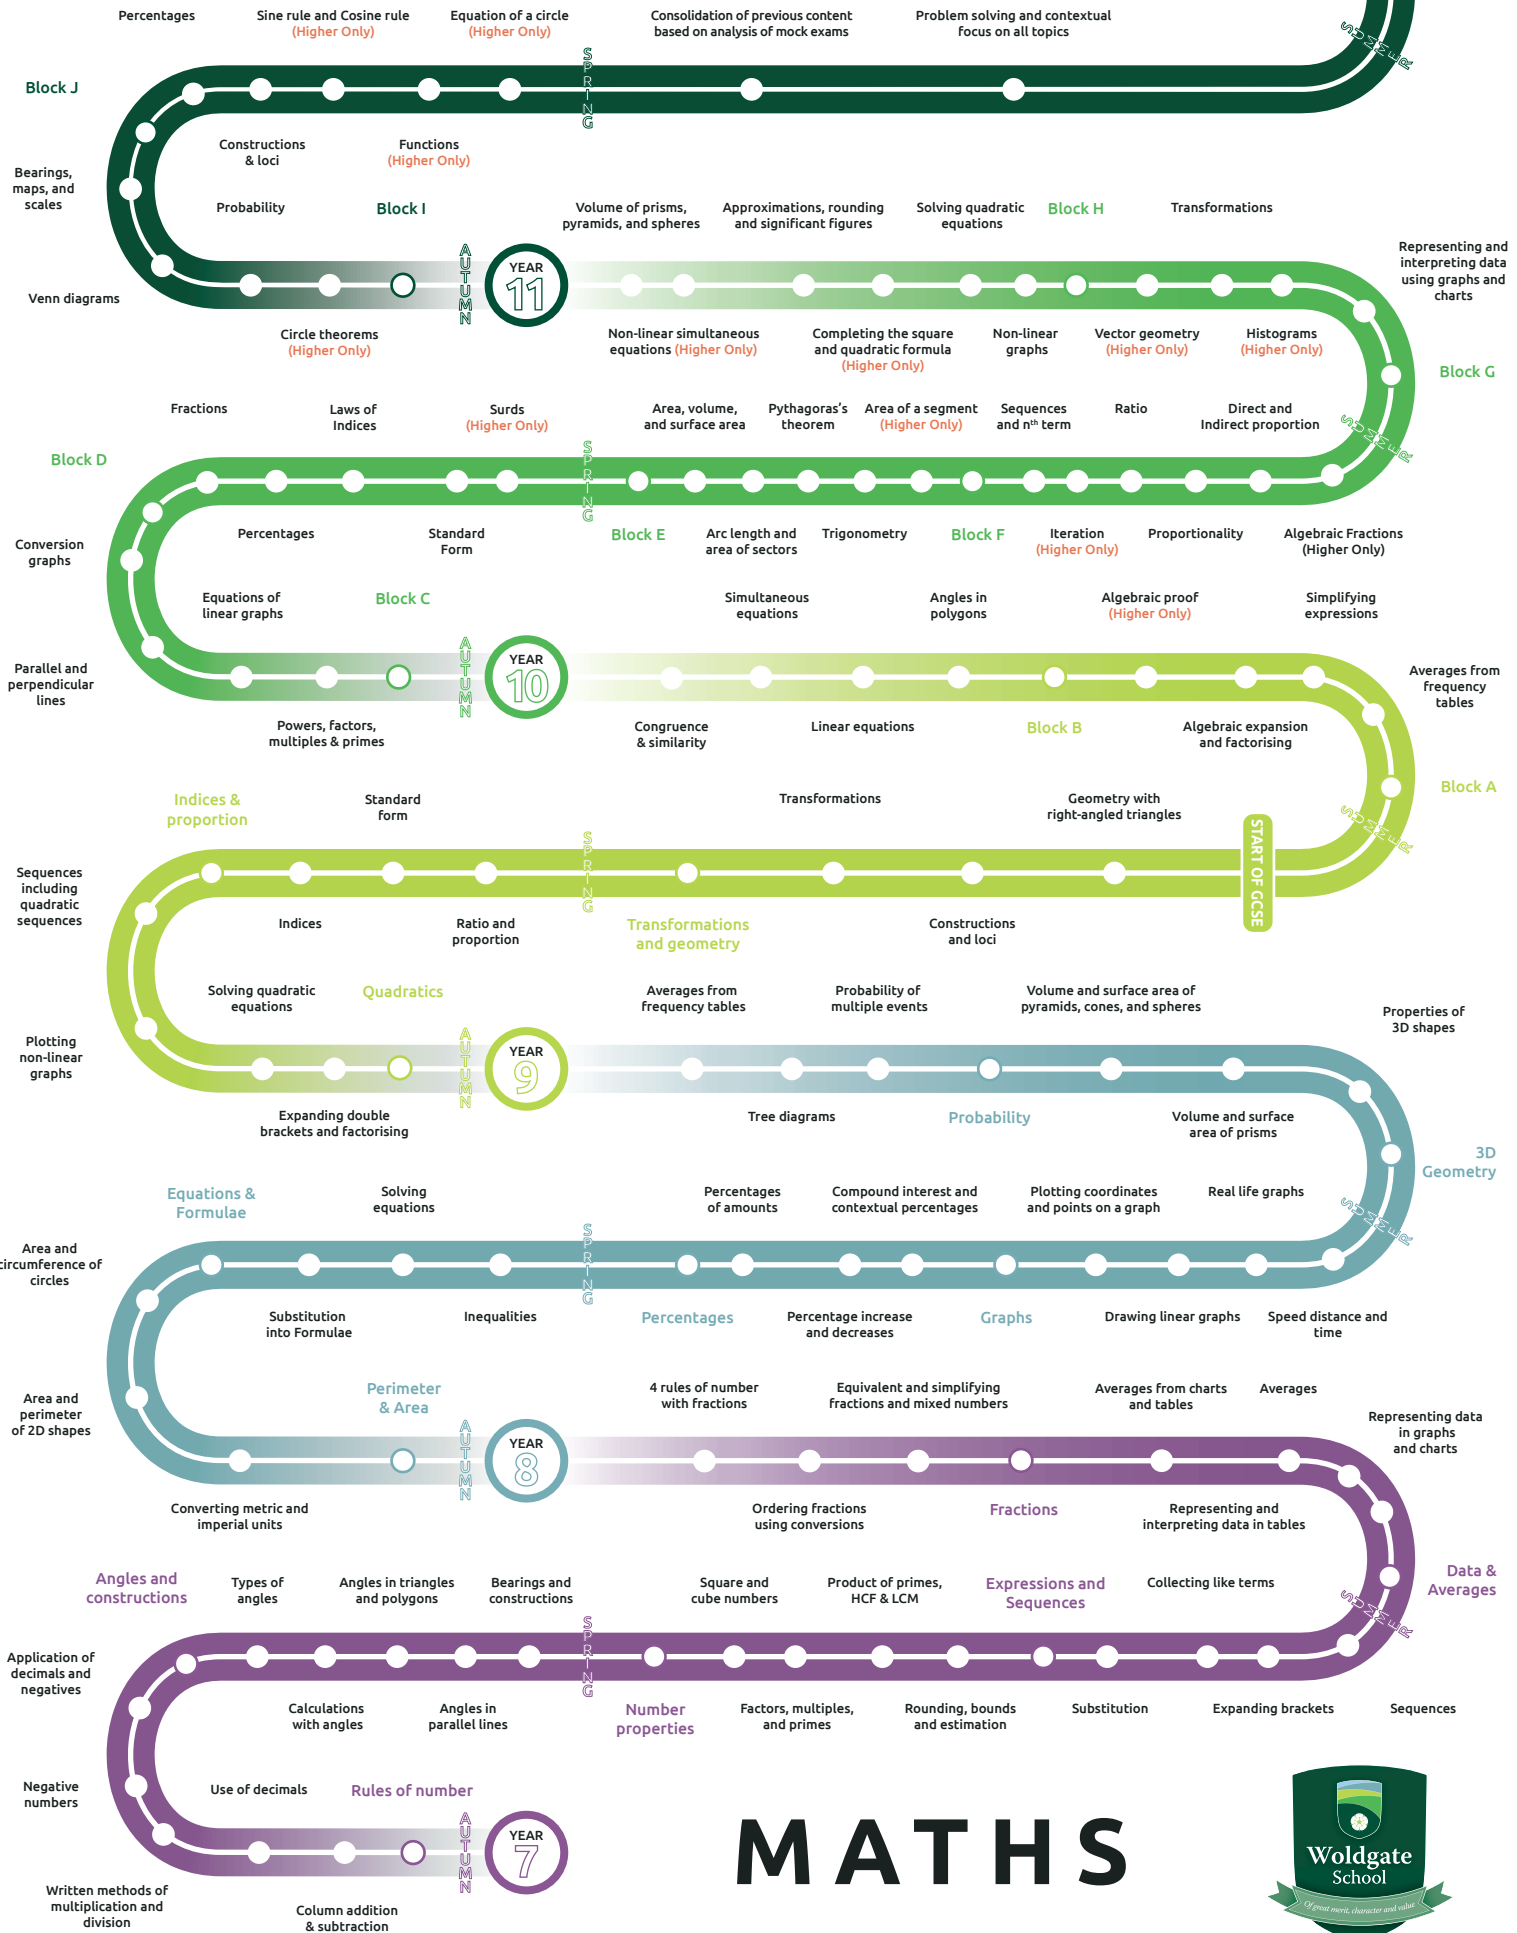 Percentages
Sine rule and Cosine rule
(Higher Only)
Equation of a circle
(Higher Only)
Consolidation of previous content
based on analysis of mock exams
Problem solving and contextual
focus on all topics
SUMMER
SPRING
Block J
Constructions
& loci
Functions
(Higher Only)
Bearings,
maps, and
scales
Probability
Block I
Volume of prisms,
pyramids, and spheres
Approximations, rounding
and significant figures
Solving quadratic
equations
Block H
Transformations
Representing and
interpreting data
using graphs and
charts
Venn diagrams
AUTUMN
YEAR
11
Circle theorems
(Higher Only)
Non-linear simultaneous
equations (Higher Only)
Completing the square
and quadratic formula
(Higher Only)
Non-linear
graphs
Vector geometry
(Higher Only)
Histograms
(Higher Only)
Block G
Fractions
Laws of
Indices
Surds
(Higher Only)
Area, volume,
and surface area
Pythagoras's
theorem
Area of a segment
(Higher Only)
Sequences
and nth term
Ratio
Direct and
Indirect proportion
SUMMER
SPRING
Block D
Percentages
Standard
Form
Block E
Arc length and
area of sectors
Trigonometry
Block F
Iteration
(Higher Only)
Proportionality
Algebraic Fractions
(Higher Only)
Conversion
graphs
Equations of
linear graphs
Block C
Simultaneous
equations
Angles in
polygons
Algebraic proof
(Higher Only)
Simplifying
expressions
AUTUMN
YEAR
10
Parallel and
perpendicular
lines
Averages from
frequency
tables
Powers, factors,
multiples & primes
Congruence
& similarity
Linear equations
Block B
Algebraic expansion
and factorising
Block A
Indices &
proportion
Standard
form
Transformations
Geometry with
right-angled triangles
START OF GCSE
SUMMER
SPRING
Sequences
including
quadratic
sequences
Indices
Ratio and
proportion
Transformations
and geometry
Constructions
and loci
Solving quadratic
equations
Quadratics
Averages from
frequency tables
Probability of
multiple events
Volume and surface area of
pyramids, cones, and spheres
Properties of
3D shapes
Plotting
non-linear
graphs
AUTUMN
YEAR
9
Expanding double
brackets and factorising
Tree diagrams
Probability
Volume and surface
area of prisms
3D
Geometry
Equations &
Formulae
Solving
equations
Percentages
of amounts
Compound interest and
contextual percentages
Plotting coordinates
and points on a graph
Real life graphs
SUMMER
SPRING
Area and
circumference of
circles
Substitution
into Formulae
Inequalities
Percentages
Percentage increase
and decreases
Graphs
Drawing linear graphs
Speed distance and
time
Area and
perimeter
of 2D shapes
Perimeter
& Area
4 rules of number
with fractions
Equivalent and simplifying
fractions and mixed numbers
Averages from charts
and tables
Averages
Representing data
in graphs
and charts
AUTUMN
YEAR
8
Converting metric and
imperial units
Ordering fractions
using conversions
Fractions
Representing and
interpreting data in tables
Data &
Averages
Angles and
constructions
Types of
angles
Angles in triangles
and polygons
Bearings and
constructions
Square and
cube numbers
Product of primes,
HCF & LCM
Expressions and
Sequences
Collecting like terms
SUMMER
SPRING
Application of
decimals and
negatives
Calculations
with angles
Angles in
parallel lines
Number
properties
Factors, multiples,
and primes
Rounding, bounds
and estimation
Substitution
Expanding brackets
Sequences
Negative
numbers
Use of decimals
Rules of number
AUTUMN
YEAR
7
Written methods of
multiplication and
division
Column addition
& subtraction
MATHS
Woldgate
School
Of great merit, character and value